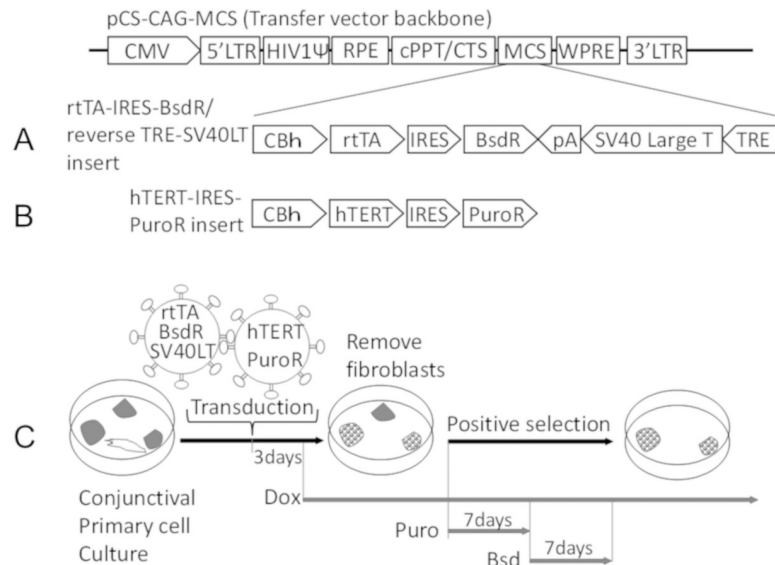 pCS-CAG-MCS (Transfer vector backbone)
CMV 5'LTR HIV1Ψ RPE cPPT/CTS MCS WPRE 3'LTR
rtTA-IRES-BsdR/
reverse TRE-SV40LT
insert
A
CBh rtTA IRES BsdR pA SV40 Large T TRE
hTERT-IRES-
PuroR insert
B
CBh hTERT IRES PuroR
rtTA
BsdR
SV40LT
hTERT
PuroR
Remove
fibroblasts
C
Transduction
3days
Positive selection
Conjunctival
Primary cell
Culture
Dox
Puro 7days
Bsd 7days